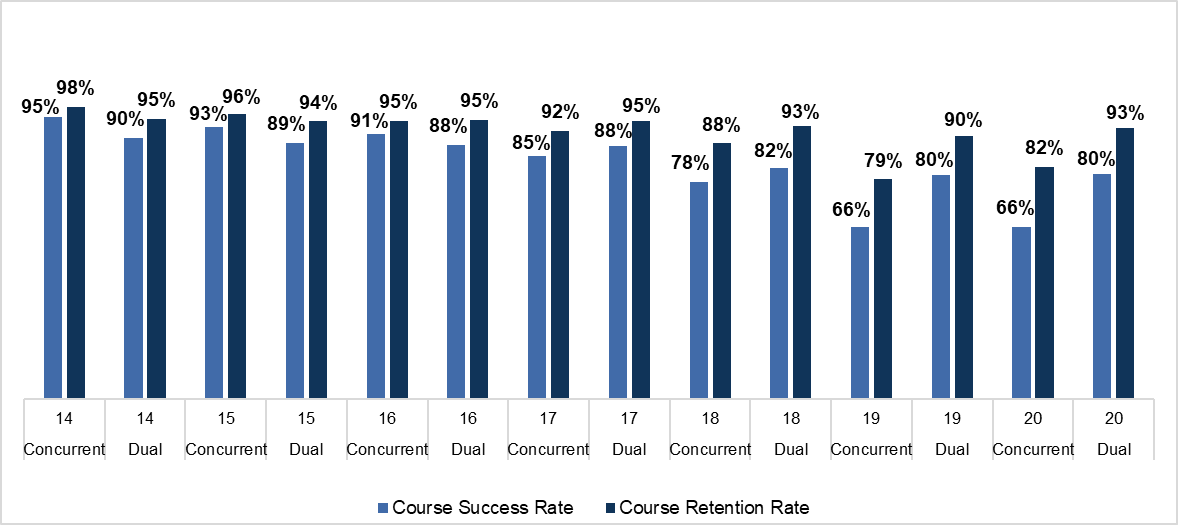 95% 98% 90% 95% 93% 96% 89% 94% 91% 95% 88% 95% 85% 92% 88% 95% 78% 88% 82% 93% 66% 79% 80% 90% 66% 82% 80% 93%
14 14 15 15 16 16 17 17 18 18 19 19 20 20
Concurrent Dual Concurrent Dual Concurrent Dual Concurrent Dual Concurrent Dual Concurrent Dual Concurrent Dual
Course Success Rate Course Retention Rate